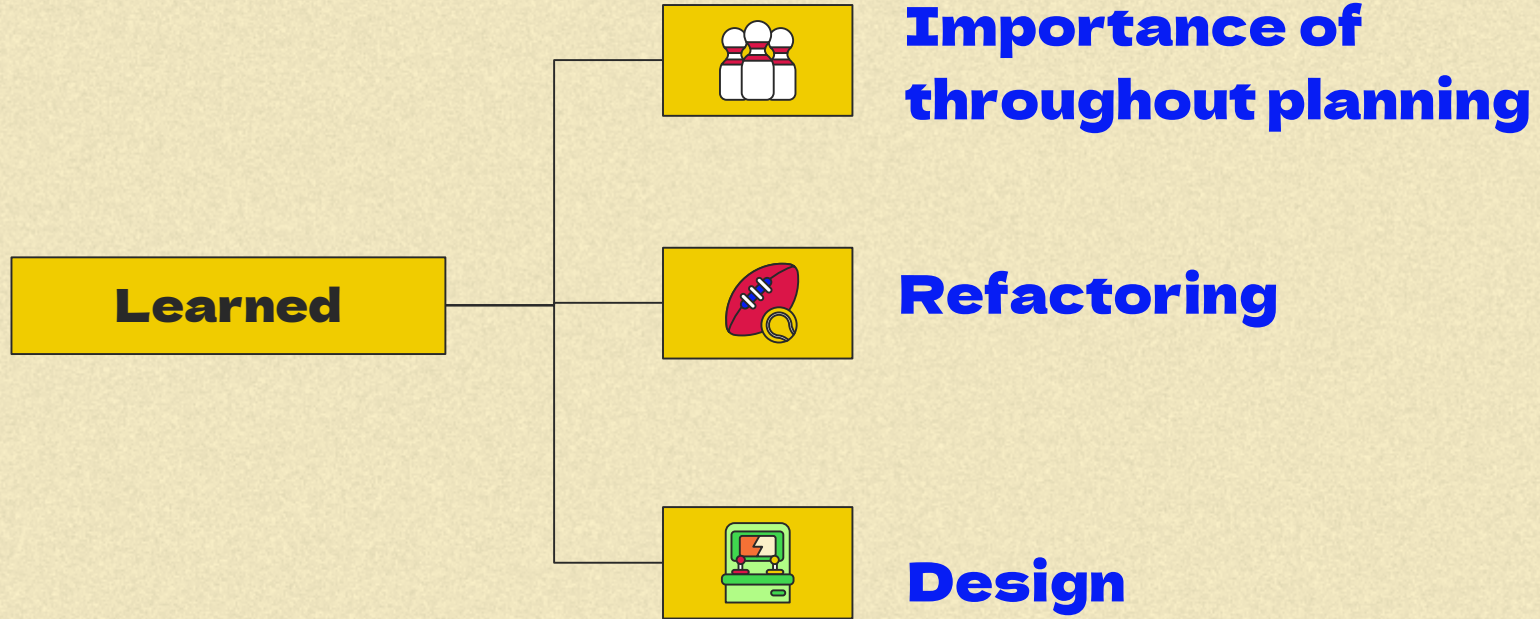 Importance of
throughout planning
Learned
Refactoring
Design